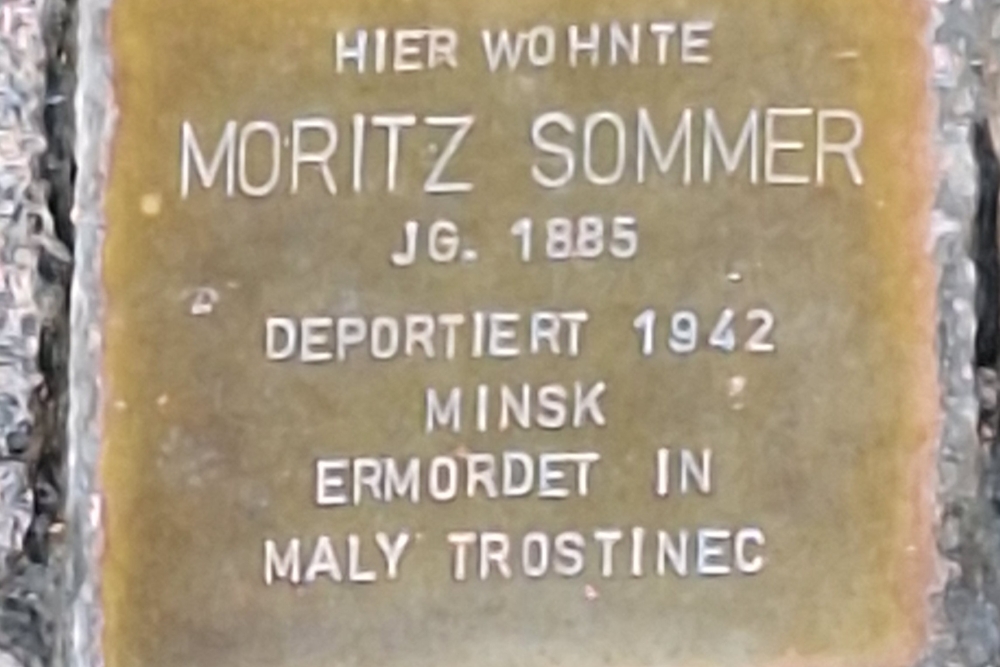 HIER WOHNTE
MORITZ SOMMER
JG. 1885
DEPORTIERT 1942
MINSK
ERMORDET IN
MALY TROSTINEC